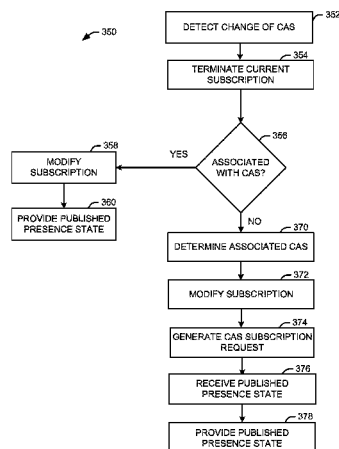 350
DETECT CHANGE OF CAS
352
TERMINATE CURRENT
SUBSCRIPTION
354
ASSOCIATED
WITH CAS?
356
YES
MODIFY
SUBSCRIPTION
358
PROVIDE PUBLISHED
PRESENCE STATE
360
NO
DETERMINE ASSOCIATED CAS
370
MODIFY SUBSCRIPTION
372
GENERATE CAS SUBSCRIPTION
REQUEST
374
RECEIVE PUBLISHED
PRESENCE STATE
376
PROVIDE PUBLISHED
PRESENCE STATE
378